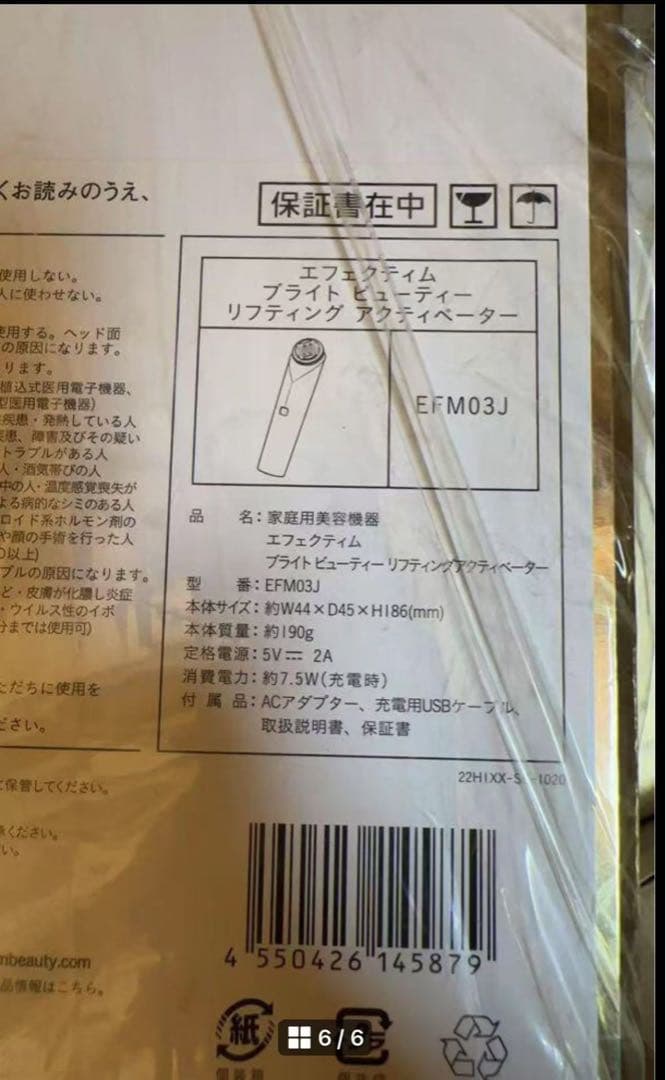 くお読みのうえ、
保証書在中
使用しない。
人に使わせない。
使用する。ヘッド面
の原因になります。
ります。
植込式医用電子機器、
型医用電子機器)
疾患・発熱している人
疾患、障害及びその疑い
トラブルがある人
人・酒気帯びの人
中の人・温度感覚喪失が
よる病的なシミのある人
ロイド系ホルモン剤の
や顔の手術を行った人
以上)
ブルの原因になります。
ど・皮膚が化膿し炎症
・ウイルス性のイボ
分までは使用可)
ただちに使用を
ださい。
て保管してください。
ください。
い。
nbeauty.com
品情報はこちら。
エフェクティム
ブライト ビューティー
リフティング アクティベーター
EFM03J
品 名：家庭用美容機器
エフェクティム
ブライト ビューティー リフティングアクティベーター
型 番：EFM03J
本体サイズ：約W44×D45×H186(mm)
本体質量：約190g
定格電源：5V⎓ 2A
消費電力：約7.5W(充電時)
付 属 品：ACアダプター、充電用USBケーブル、
取扱説明書、保証書
22H1XX-S -1020
4 550426 145879
紙
6/6